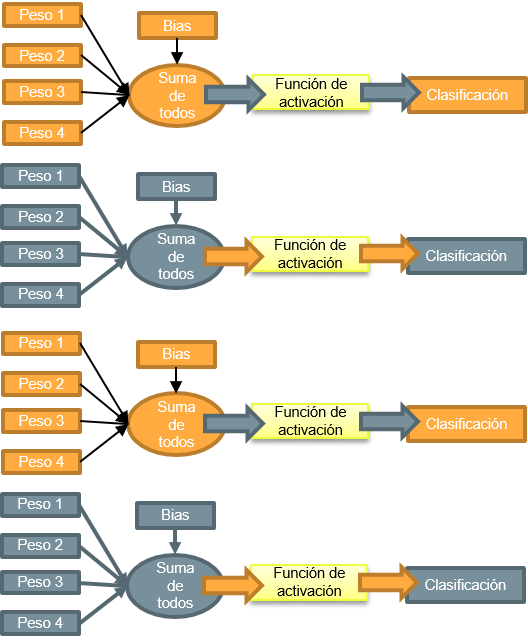 Peso 1
Peso 2
Peso 3
Peso 4
Bias
Suma
de
todos
Función de
activación
Clasificación
Peso 1
Peso 2
Peso 3
Peso 4
Bias
Suma
de
todos
Función de
activación
Clasificación
Peso 1
Peso 2
Peso 3
Peso 4
Bias
Suma
de
todos
Función de
activación
Clasificación
Peso 1
Peso 2
Peso 3
Peso 4
Bias
Suma
de
todos
Función de
activación
Clasificación